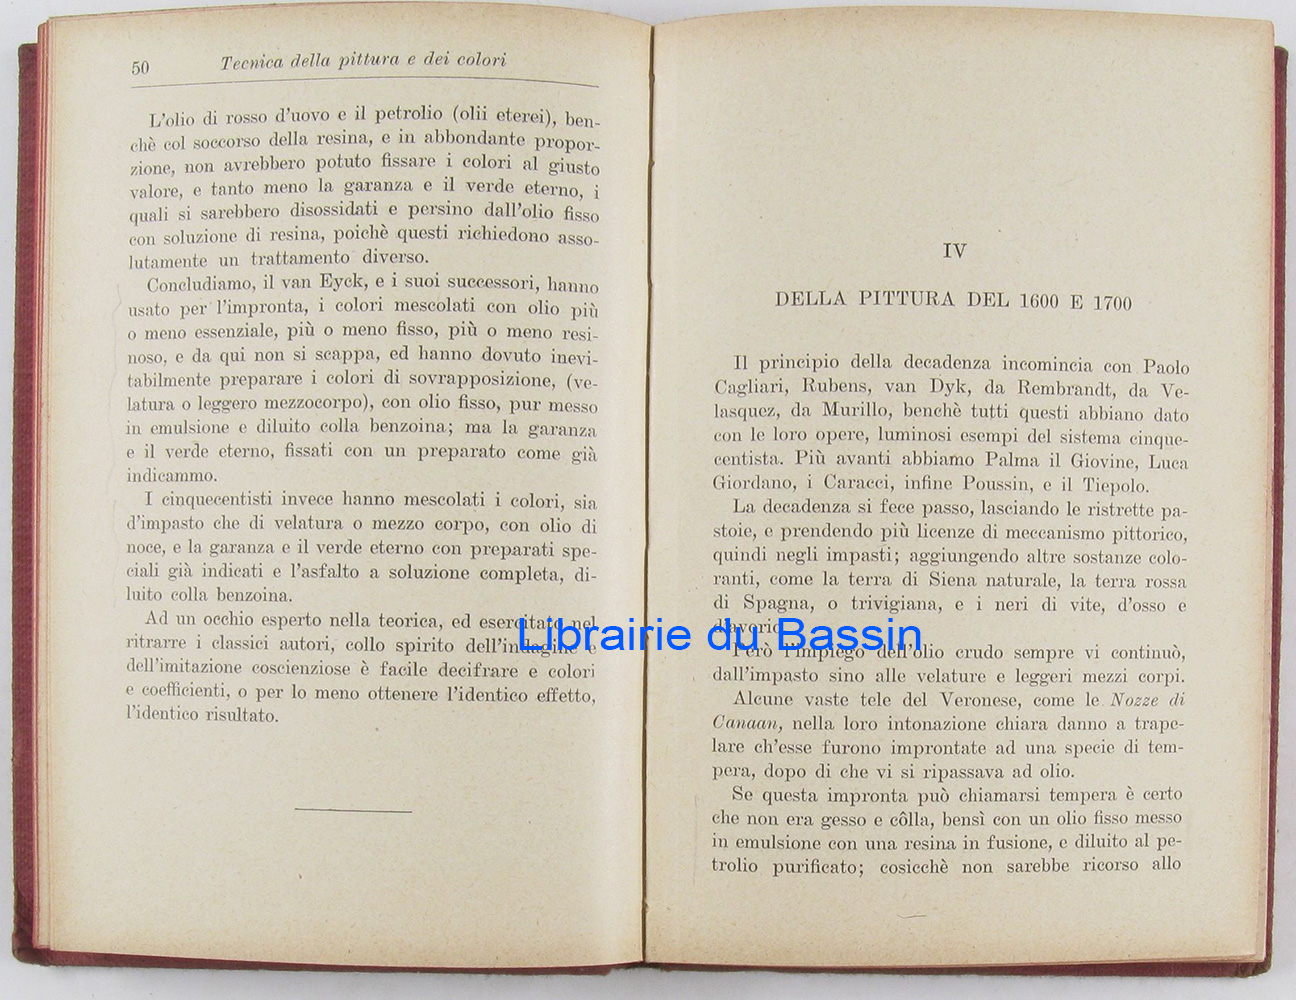 50 Tecnica della pittura e dei colori
L'olio di rosso d'uovo e il petrolio (olii eterei), ben-
chè col soccorso della resina, e in abbondante propor-
zione, non avrebbero potuto fissare i colori al giusto
valore, e tanto meno la garanza e il verde eterno, i
quali si sarebbero disossidati e persino dall'olio fisso
con soluzione di resina, poichè questi richiedono asso-
lutamente un trattamento diverso.
Concludiamo, il van Eyck, e i suoi successori, hanno
usato per l'impronta, i colori mescolati con olio più
o meno essenziale, più o meno fisso, più o meno resi-
noso, e da qui non si scappa, ed hanno dovuto inevi-
tabilmente preparare i colori di sovrapposizione, (ve-
latura o leggero mezzocorpo), con olio fisso, pur messo
in emulsione e diluito colla benzoina; ma la garanza
e il verde eterno, fissati con un preparato come già
indicammo.
I cinquecentisti invece hanno mescolati i colori, sia
d'impasto che di velatura o mezzo corpo, con olio di
noce, e la garanza e il verde eterno con preparati spe-
ciali già indicati e l'asfalto a soluzione completa, di-
luito colla benzoina.
Ad un occhio esperto nella teorica, ed esercitato nel
ritrarre i classici autori, collo spirito dell'indagine e
dell'imitazione coscienziose è facile decifrare e colori
e coefficienti, o per lo meno ottenere l'identico effetto,
l'identico risultato.
IV
DELLA PITTURA DEL 1600 E 1700
Il principio della decadenza incomincia con Paolo
Cagliari, Rubens, van Dyk, da Rembrandt, da Ve-
lasquez, da Murillo, benchè tutti questi abbiano dato
con le loro opere, luminosi esempi del sistema cinque-
centista. Più avanti abbiamo Palma il Giovine, Luca
Giordano, i Caracci, infine Poussin, e il Tiepolo.
La decadenza si fece passo, lasciando le ristrette pa-
stoie, e prendendo più licenze di meccanismo pittorico,
quindi negli impasti; aggiungendo altre sostanze colo-
ranti, come la terra di Siena naturale, la terra rossa
di Spagna, o trivigiana, e i neri di vite, d'osso e
d'avorio.
Però l'impiego dell'olio crudo sempre vi continuò,
dall'impasto sino alle velature e leggeri mezzi corpi.
Alcune vaste tele del Veronese, come le Nozze di
Canaan, nella loro intonazione chiara danno a trape-
lare ch'esse furono improntate ad una specie di tem-
pera, dopo di che vi si ripassava ad olio.
Se questa impronta può chiamarsi tempera è certo
che non era gesso e côlla, bensì con un olio fisso messo
in emulsione con una resina in fusione, e diluito al pe-
trolio purificato; cosicchè non sarebbe ricorso allo
Librairie du Bassin